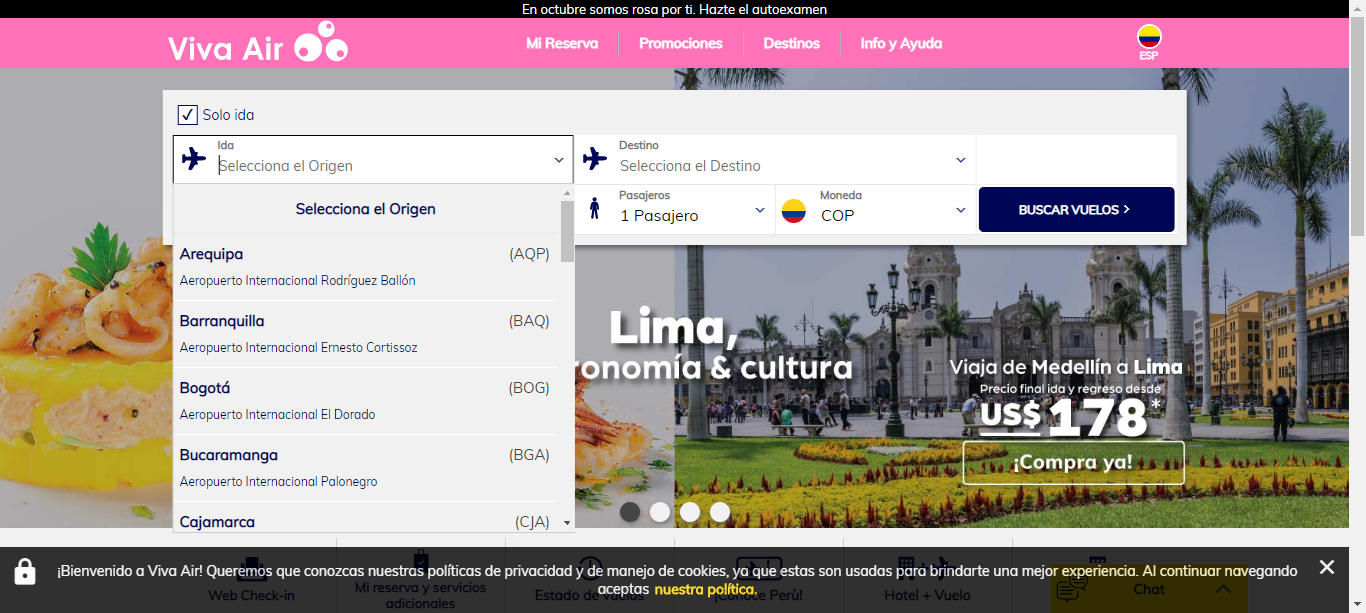 En octubre somos rosa por ti. Hazte el autoexamen
Viva Air
Mi Reserva
Promociones
Destinos
Info y Ayuda
ESP
Solo ida
Ida
Selecciona el Origen
Destino
Selecciona el Destino
Pasajeros
1 Pasajero
Moneda
COP
BUSCAR VUELOS
Selecciona el Origen
Arequipa (AQP)
Aeropuerto Internacional Rodríguez Ballón
Barranquilla (BAQ)
Aeropuerto Internacional Ernesto Cortissoz
Bogotá (BOG)
Aeropuerto Internacional El Dorado
Bucaramanga (BGA)
Aeropuerto Internacional Palonegro
Cajamarca (CJA)
Lima,
ronomía & cultura
Viaja de Medellín a Lima
Precio final ida y regreso desde
US$ 178*
¡Compra ya!
¡Bienvenido a Viva Air! Queremos que conozcas nuestras políticas de privacidad y de manejo de cookies, ya que estas son usadas para brindarte una mejor experiencia. Al continuar navegando
aceptas nuestra política.
Web Check-in
Mi reserva y servicios
adicionales
Estado de vuelos
¡Conoce Perù!
Hotel + Vuelo
Chat